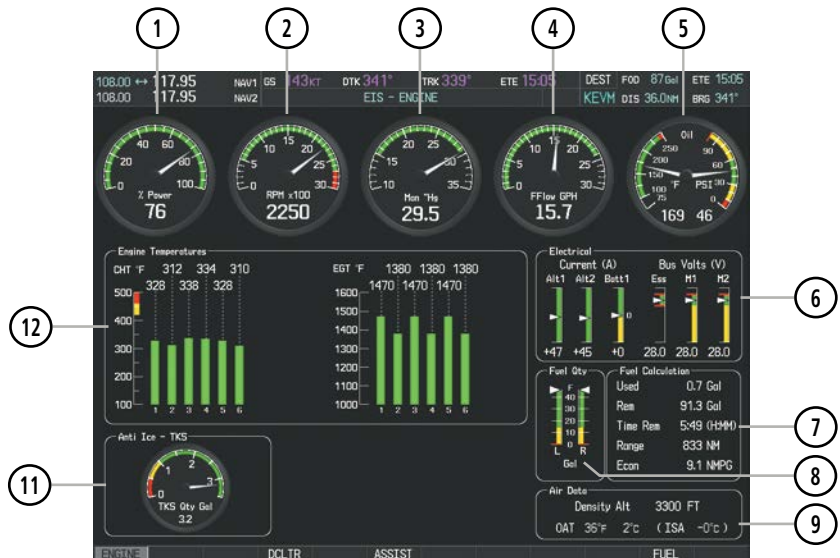 1 2 3 4 5
108.00 ↔ 117.95 NAV1 GS 143KT DTK 341° TRK 339° ETE 15:05 DEST FOD 87Gal ETE 15:05
108.00 117.95 NAV2 EIS - ENGINE KEVM DIS 36.0NM BRG 341°
0 20 40 60 80 100
% Power
76
0 5 10 15 20 25 30
RPM x100
2250
10 15 20 25 30 35
Man "Hg
29.5
0 5 10 15 20 25 30
FFlow GPH
15.7
Oil
75 100 150 200 250 °F
90 60 30 0 PSI
169 46
Engine Temperatures
CHT °F 312 334 310
328 338 328
500
400
300
200
100
1 2 3 4 5 6
EGT °F 1380 1380 1380
1470 1470 1470
1600
1500
1400
1300
1200
1100
1000
1 2 3 4 5 6
Electrical
Current (A) Bus Volts (V)
Alt1 Alt2 Batt1 Ess M1 M2
0
+47 +45 +0 28.0 28.0 28.0
6
Fuel Qty
F
40
30
20
10
0
L R
Gal
Fuel Calculation
Used 0.7 Gal
Rem 91.3 Gal
Time Rem 5:49 (H:MM)
Range 833 NM
Econ 9.1 NMPG
7
8
12
Anti Ice - TKS
0 1 2 3
TKS Qty Gal
3.2
11
Air Data
Density Alt 3300 FT
OAT 36°F 2°C (ISA -0°C)
9
ENGINE DCLTR ASSIST FUEL